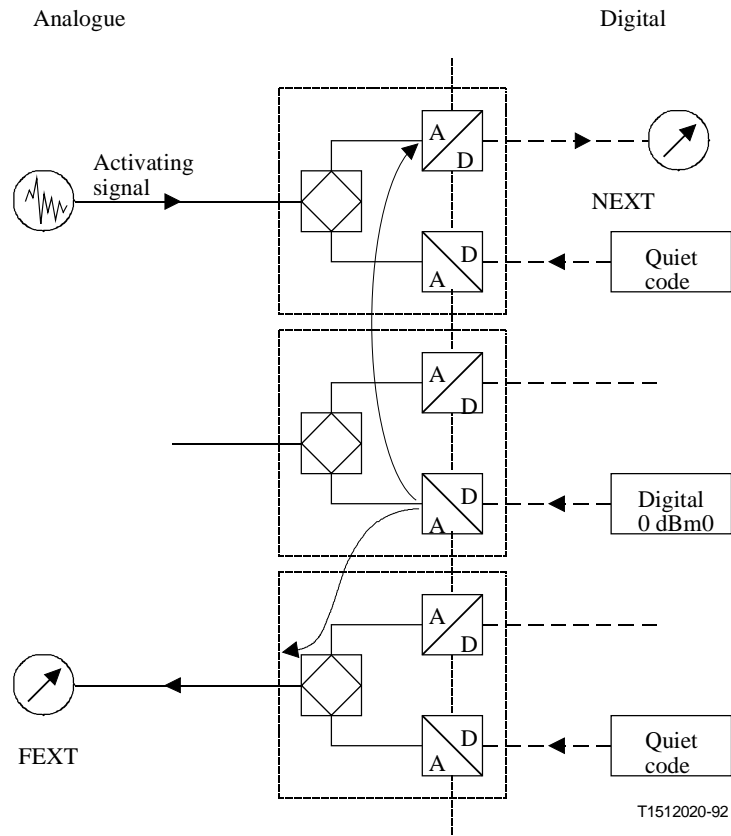 Analogue
Digital
Activating
signal
A
D
NEXT
D
A
Quiet
code
A
D
D
A
Digital
0 dBm0
A
D
FEXT
D
A
Quiet
code
T1512020-92